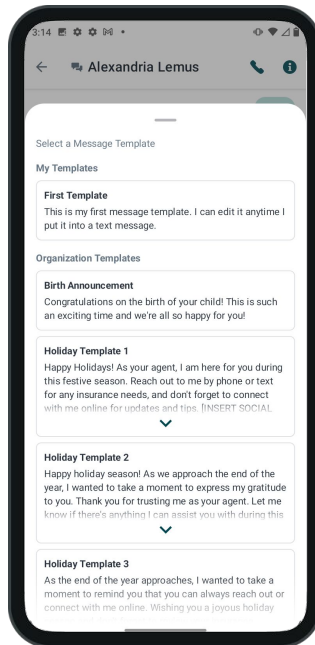 3:14
Alexandria Lemus
Select a Message Template
My Templates
First Template
This is my first message template. I can edit it anytime I
put it into a text message.
Organization Templates
Birth Announcement
Congratulations on the birth of your child! This is such
an exciting time and we're all so happy for you!
Holiday Template 1
Happy Holidays! As your agent, I am here for you during
this festive season. Reach out to me by phone or text
for any insurance needs, and don't forget to connect
with me online for updates and tips. [INSERT SOCIAL
Holiday Template 2
Happy holiday season! As we approach the end of the
year, I wanted to take a moment to express my gratitude
to you. Thank you for trusting me as your agent. Let me
know if there's anything I can assist you with during this
Holiday Template 3
As the end of the year approaches, I wanted to take a
moment to remind you that you can always reach out or
connect with me online. Wishing you a joyous holiday